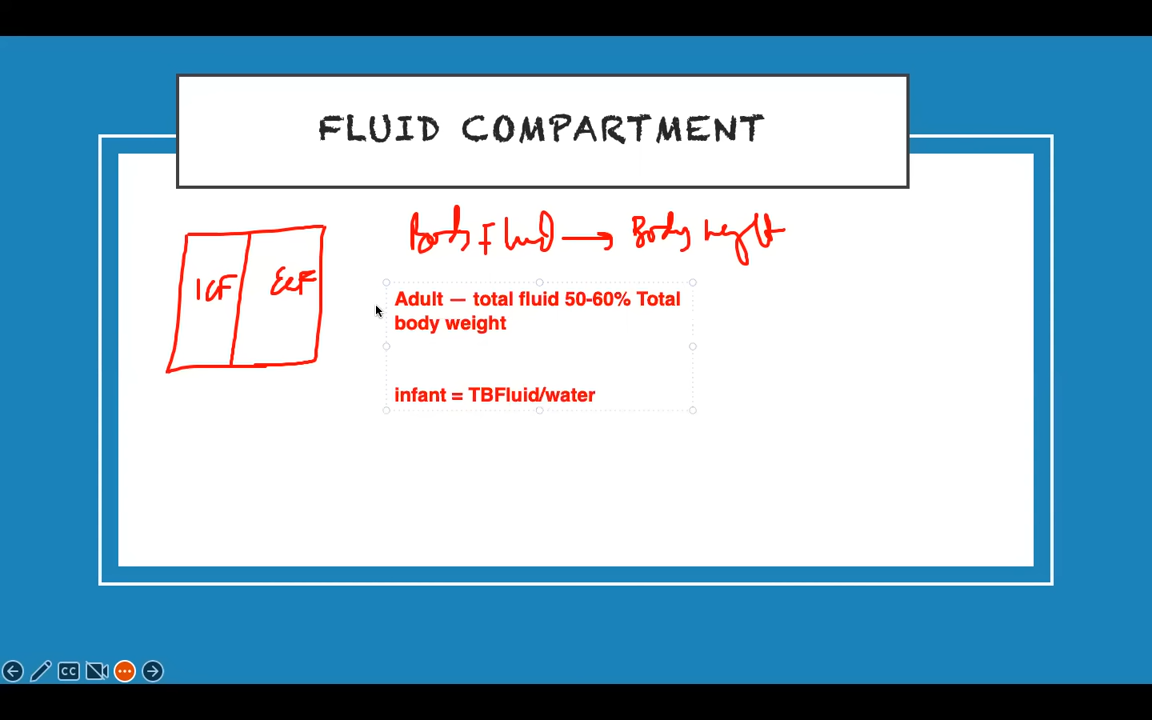 FLUID COMPARTMENT
Body Fluid → Body weight
ICF ECF
Adult — total fluid 50-60% Total
body weight
infant = TBFluid/water
CC